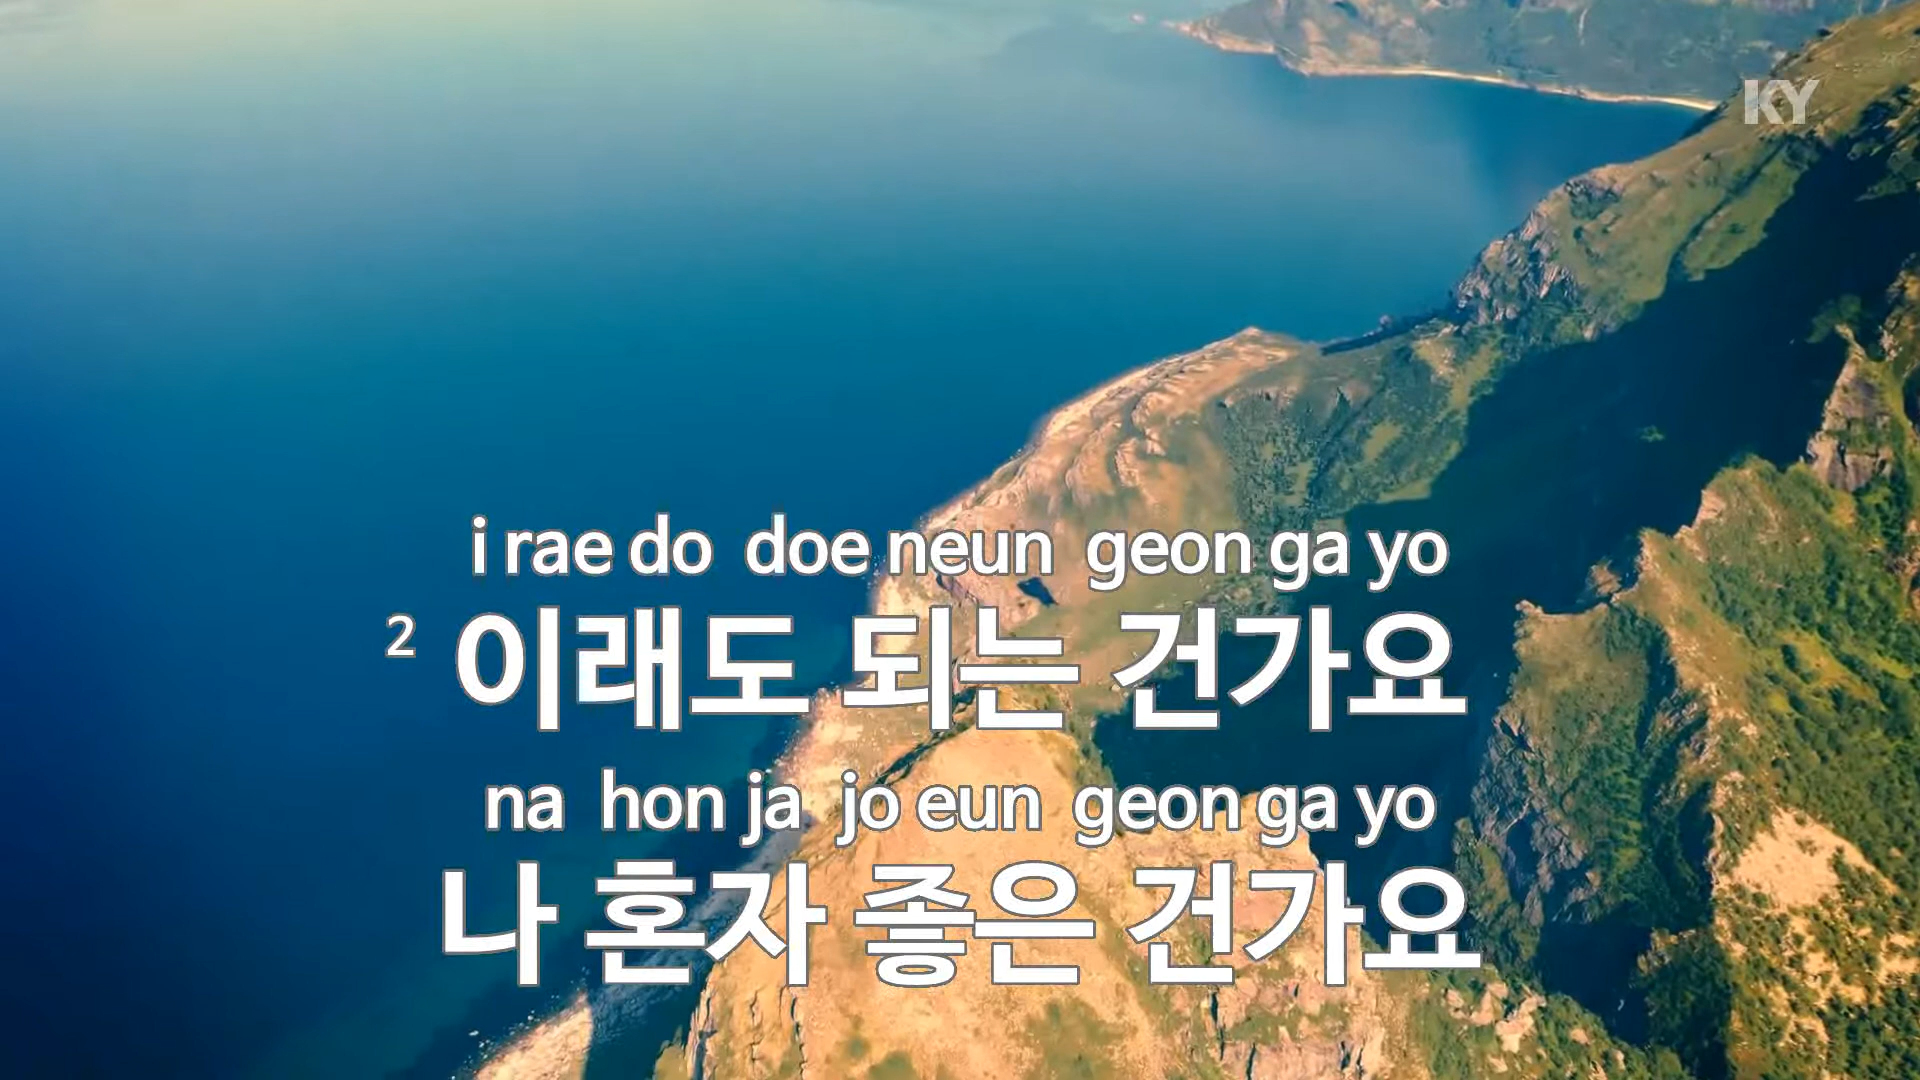 KY
i rae do doe neun geon ga yo
2 이래도 되는 건가요
na hon ja jo eun geon ga yo
나 혼자 좋은 건가요